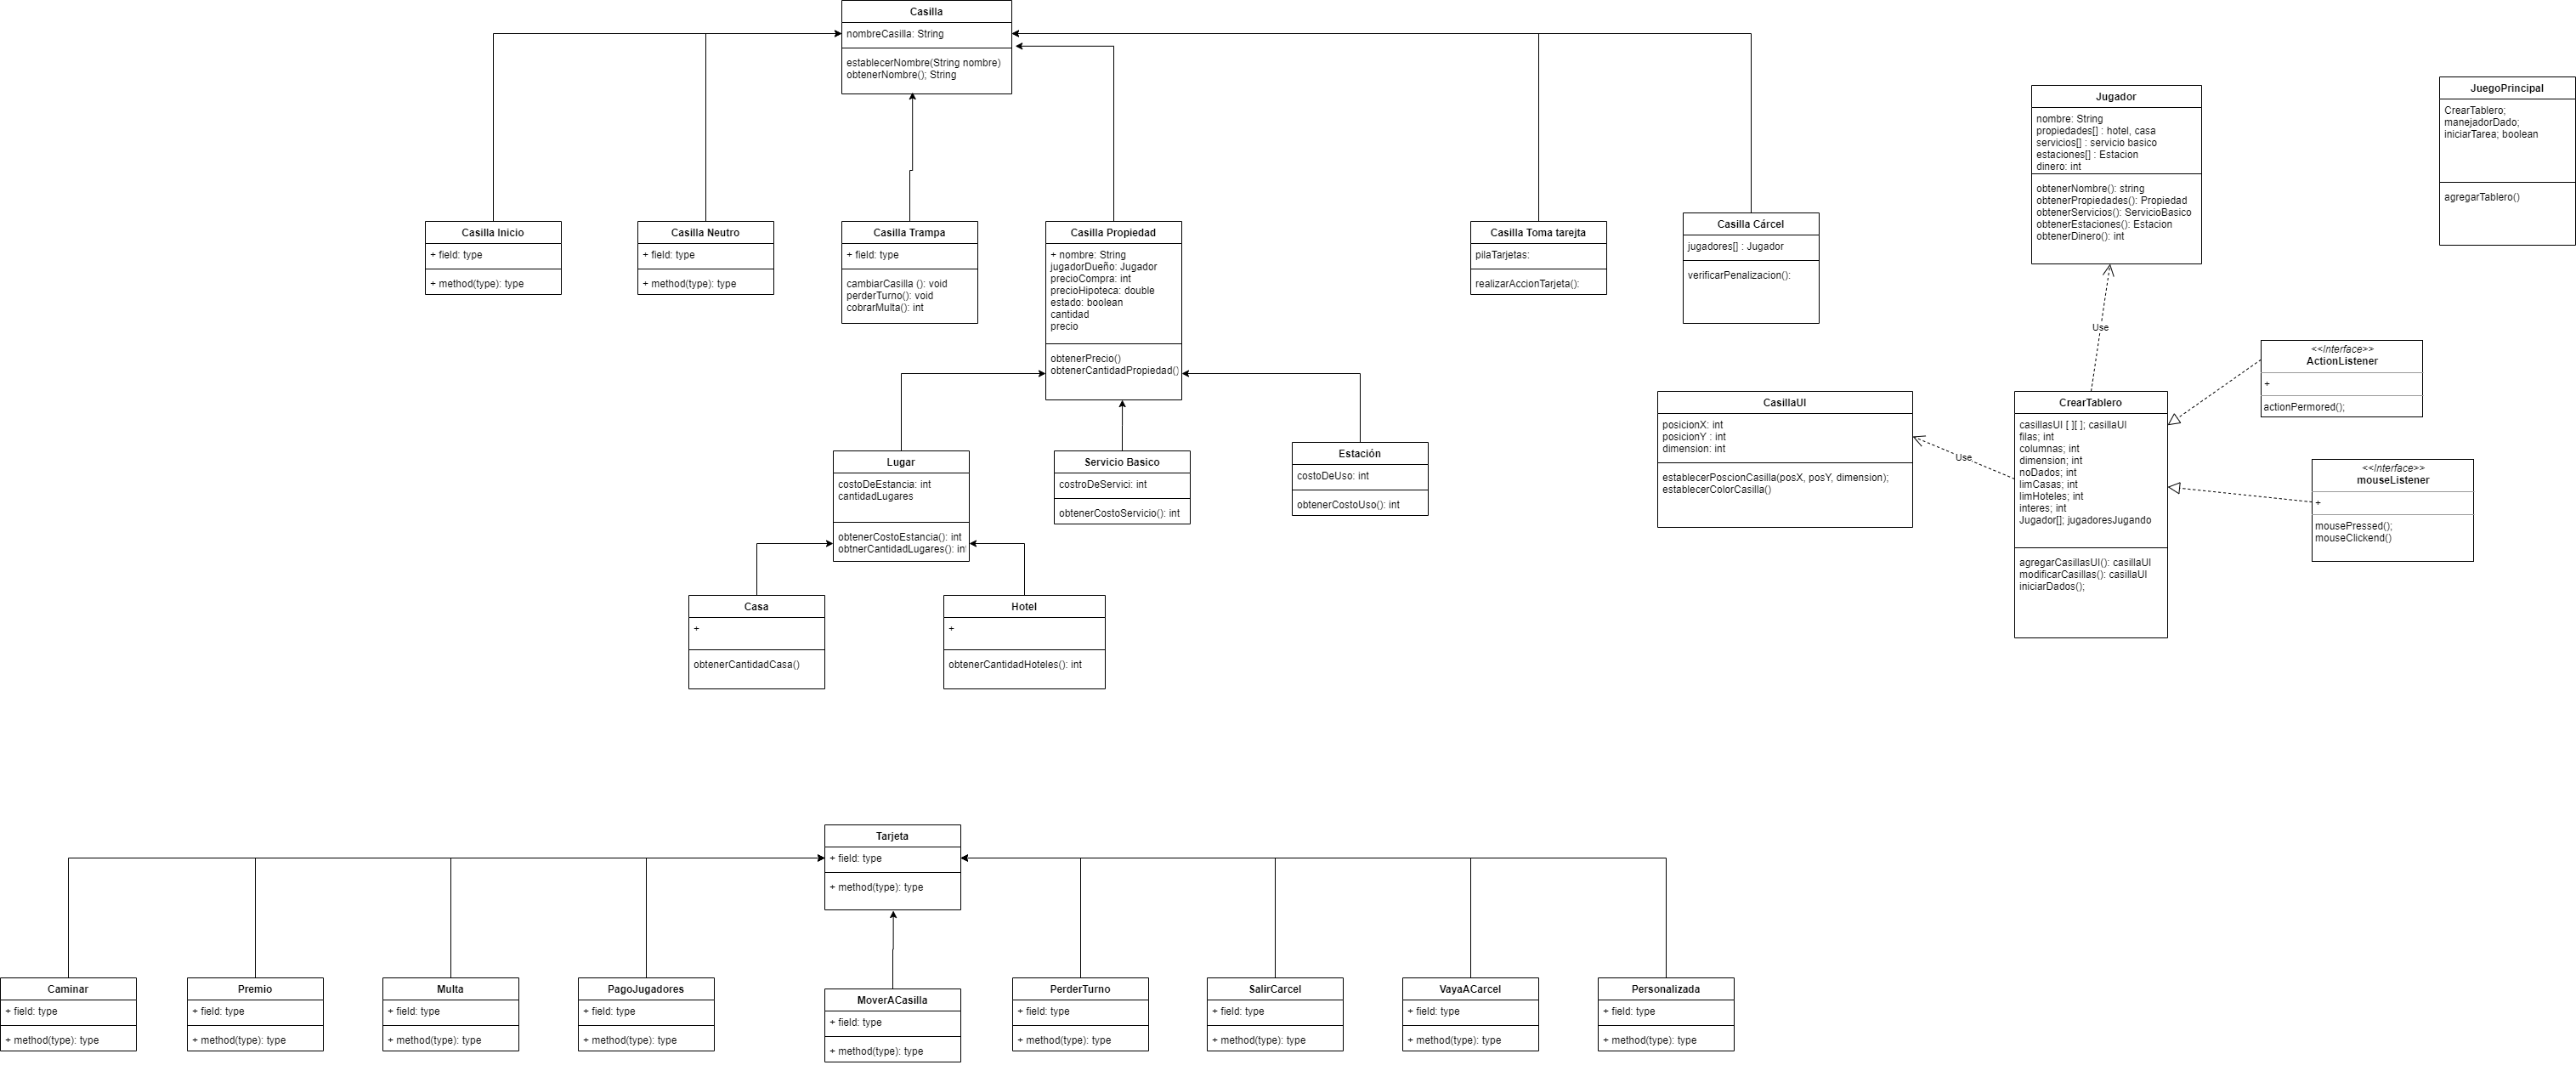 Casilla
nombreCasilla: String
establecerNombre(String nombre)
obtenerNombre(); String
Casilla Inicio
+ field: type
+ method(type): type
Casilla Neutro
+ field: type
+ method(type): type
Casilla Trampa
+ field: type
cambiarCasilla (): void
perderTurno(): void
cobrarMulta(): int
Casilla Propiedad
+ nombre: String
jugadorDueño: Jugador
precioCompra: int
precioHipoteca: double
estado: boolean
cantidad
precio
obtenerPrecio()
obtenerCantidadPropiedad()
Casilla Toma tarejta
pilaTarjetas:
realizarAccionTarjeta():
Casilla Cárcel
jugadores[] : Jugador
verificarPenalizacion():
Lugar
costoDeEstancia: int
cantidadLugares
obtenerCostoEstancia(): int
obtnerCantidadLugares(): int
Servicio Basico
costroDeServici: int
obtenerCostoServicio(): int
Estación
costoDeUso: int
obtenerCostoUso(): int
Casa
+
obtenerCantidadCasa()
Hotel
+
obtenerCantidadHoteles(): int
Jugador
nombre: String
propiedades[] : hotel, casa
servicios[] : servicio basico
estaciones[] : Estacion
dinero: int
obtenerNombre(): string
obtenerPropiedades(): Propiedad
obtenerServicios(): ServicioBasico
obtenerEstaciones(): Estacion
obtenerDinero(): int
JuegoPrincipal
CrearTablero;
manejadorDado;
iniciarTarea; boolean
agregarTablero()
Use
<<Interface>>
ActionListener
+
actionPermored();
CasillaUI
posicionX: int
posicionY : int
dimension: int
establecerPoscionCasilla(posX, posY, dimension);
establecerColorCasilla()
Use
CrearTablero
casillasUI [ ][ ]; casillaUI
filas; int
columnas; int
dimension; int
noDados; int
limCasas; int
limHoteles; int
interes; int
Jugador[]; jugadoresJugando
agregarCasillasUI(): casillaUI
modificarCasillas(): casillaUI
iniciarDados();
<<Interface>>
mouseListener
+
mousePressed();
mouseClickend()
Tarjeta
+ field: type
+ method(type): type
Caminar
+ field: type
+ method(type): type
Premio
+ field: type
+ method(type): type
Multa
+ field: type
+ method(type): type
PagoJugadores
+ field: type
+ method(type): type
MoverACasilla
+ field: type
+ method(type): type
PerderTurno
+ field: type
+ method(type): type
SalirCarcel
+ field: type
+ method(type): type
VayaACarcel
+ field: type
+ method(type): type
Personalizada
+ field: type
+ method(type): type